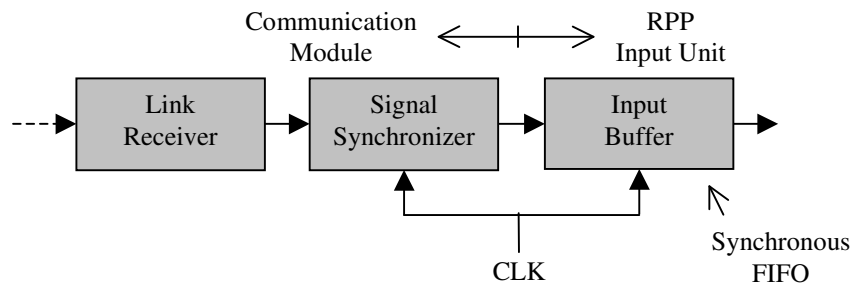 Communication
Module
RPP
Input Unit
Link
Receiver
Signal
Synchronizer
Input
Buffer
CLK
Synchronous
FIFO